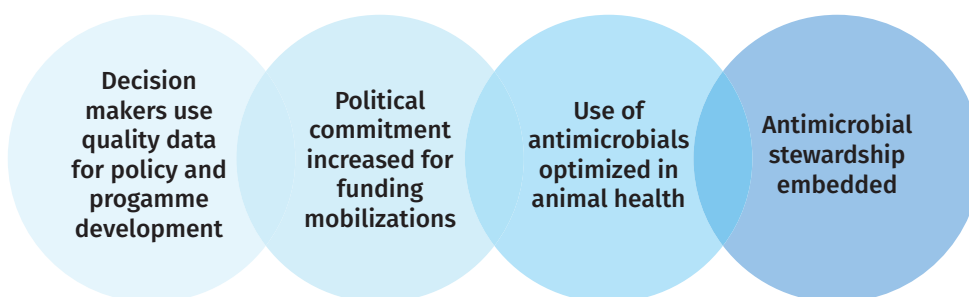 Decision
makers use
quality data
for policy and
progamme
development
Political
commitment
increased for
funding
mobilizations
Use of
antimicrobials
optimized in
animal health
Antimicrobial
stewardship
embedded